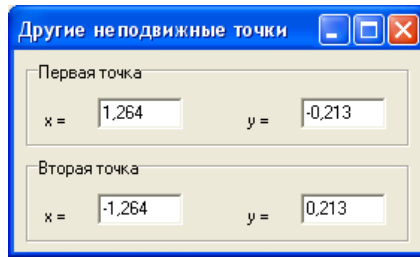 Другие неподвижные точки
Первая точка
x = 1,264 y = -0,213
Вторая точка
x = -1,264 y = 0,213